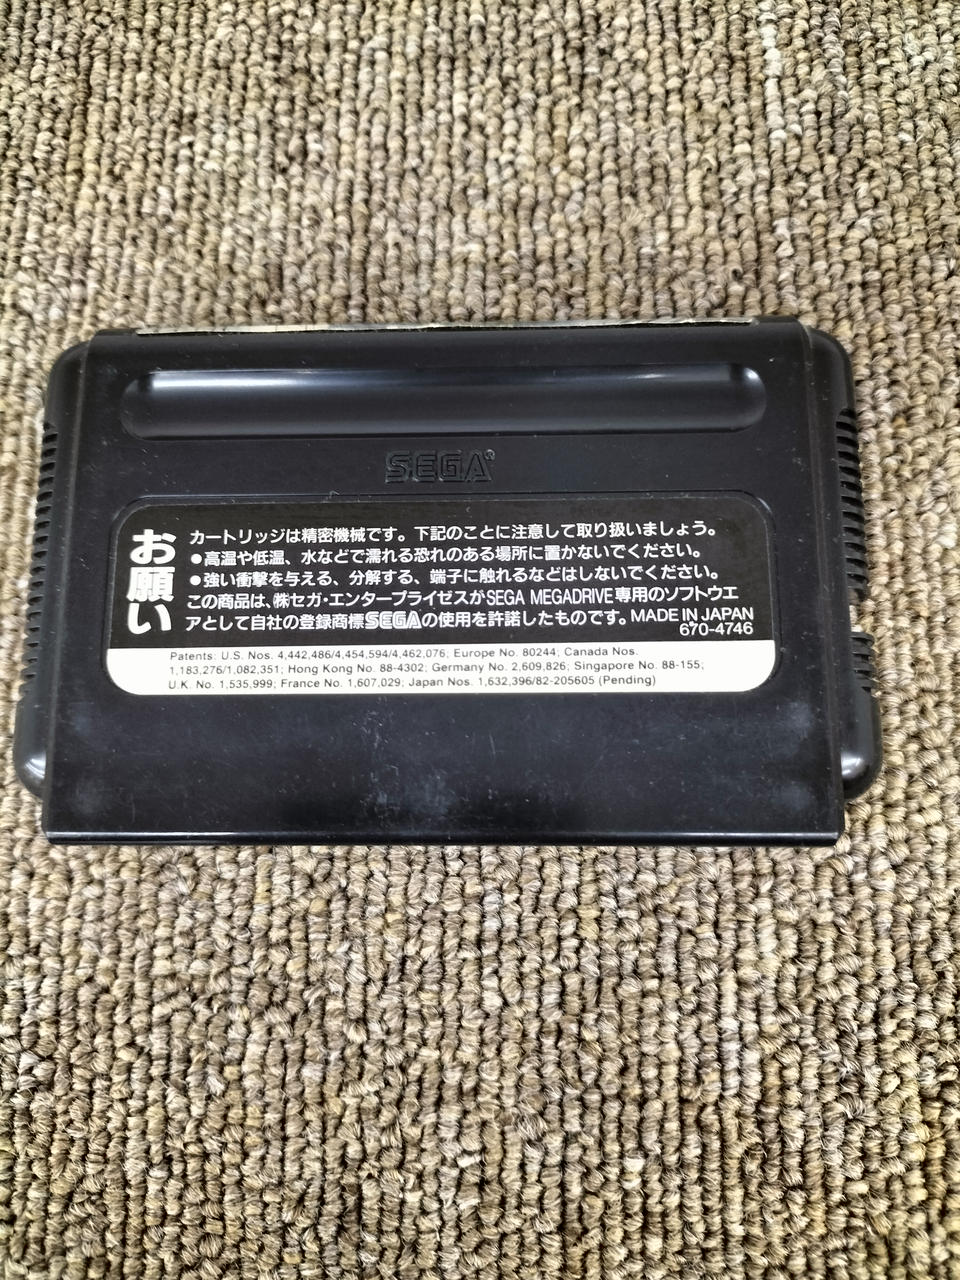 SEGA®
お願い
カートリッジは精密機械です。下記のことに注意して取り扱いましょう。
●高温や低温、水などで濡れる恐れのある場所に置かないでください。
●強い衝撃を与える、分解する、端子に触れるなどはしないでください。
この商品は、㈱セガ・エンタープライゼスがSEGA MEGADRIVE専用のソフトウエ
アとして自社の登録商標SEGAの使用を許諾したものです。MADE IN JAPAN
670-4746
Patents: U.S. Nos. 4,442,486/4,454,594/4,462,076; Europe No. 80244; Canada Nos.
1,183,276/1,082,351; Hong Kong No. 88-4302; Germany No. 2,609,826; Singapore No. 88-155;
U.K. No. 1,535,999; France No. 1,607,029; Japan Nos. 1,632,396/82-205605 (Pending)